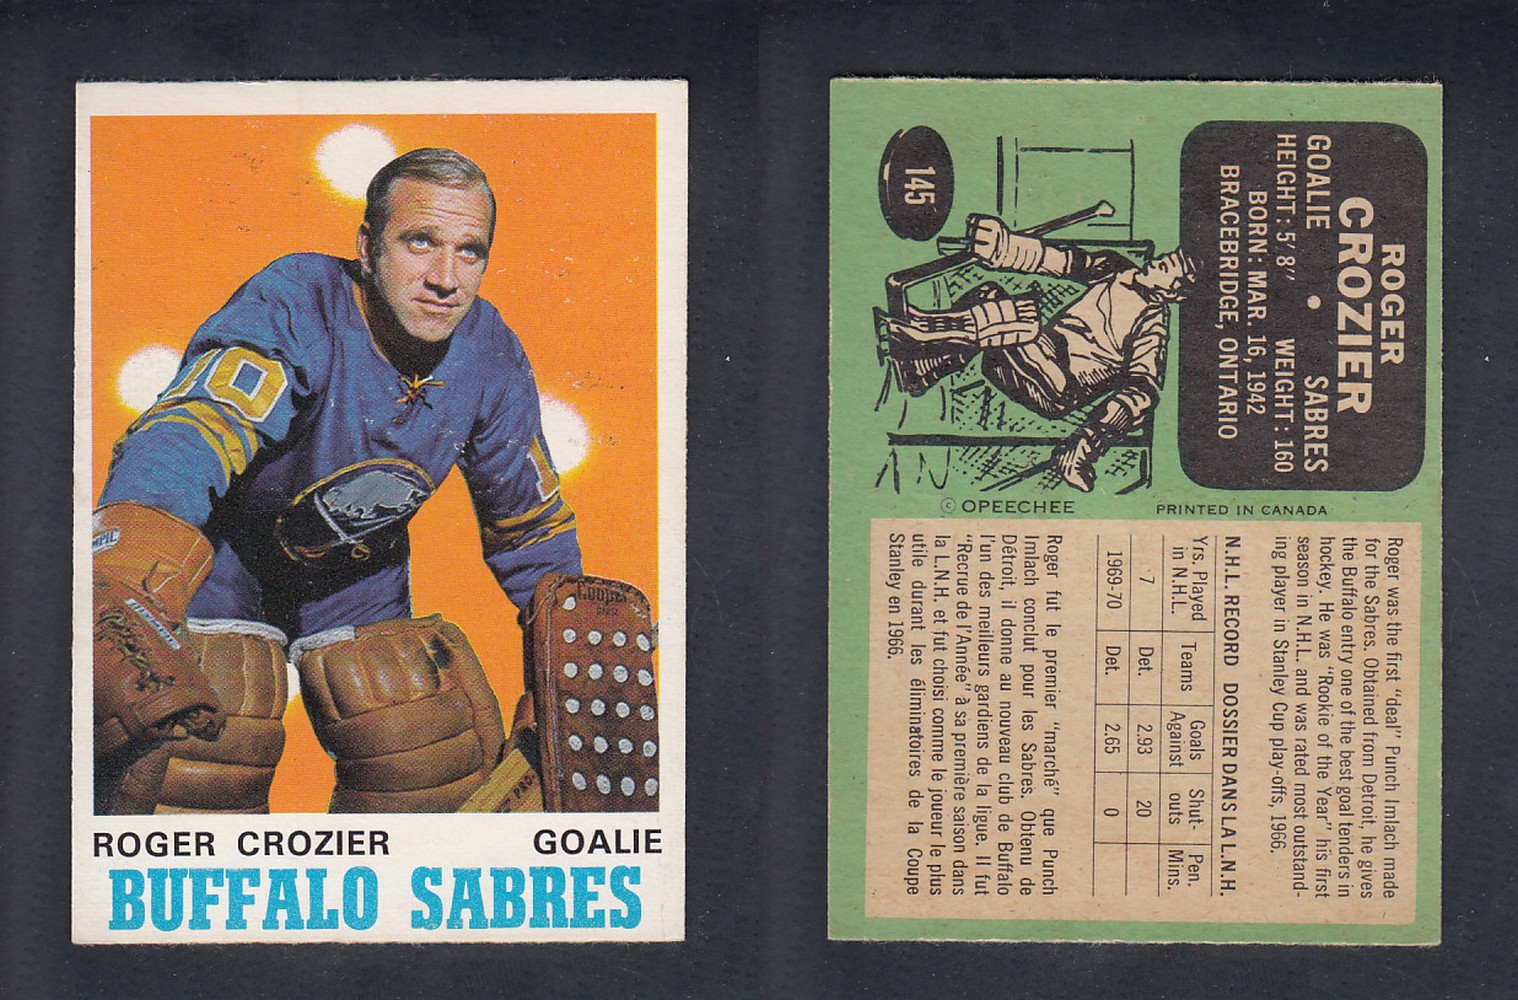 10
1
COOPER
PRO
ROGER CROZIER GOALIE
BUFFALO SABRES
145
ROGER
CROZIER
GOALIE • SABRES
HEIGHT: 5' 8" WEIGHT: 160
BORN: MAR. 16, 1942
BRACEBRIDGE, ONTARIO
© OPEECHEE PRINTED IN CANADA
Roger was the first "deal" Punch Imlach made
for the Sabres. Obtained from Detroit, he gives
the Buffalo entry one of the best goal tenders in
hockey. He was "Rookie of the Year" his first
season in N.H.L. and was rated most outstand-
ing player in Stanley Cup play-offs, 1966.
N.H.L. RECORD DOSSIER DANS LA L.N.H.
Yrs. Played Teams Goals Shut- Pen.
in N.H.L. Against outs Mins.
7 Det. 2.93 20
1969-70 Det. 2.65 0
Roger fut le premier "marché" que Punch
Imlach conclut pour les Sabres. Obtenu de
Détroit, il donne au nouveau club de Buffalo
l'un des meilleurs gardiens de la ligue. Il fut
"Recrue de l'Année" à sa première saison dans
la L.N.H. et fut choisi comme le joueur le plus
utile durant les éliminatoires de la Coupe
Stanley en 1966.